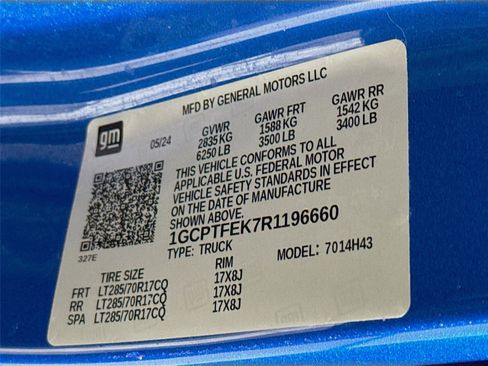 MFD BY GENERAL MOTORS LLC
gm
05/24 GVWR GAWR FRT GAWR RR
2835 KG 1588 KG 1542 KG
6250 LB 3500 LB 3400 LB
THIS VEHICLE CONFORMS TO ALL
APPLICABLE U.S. FEDERAL MOTOR
VEHICLE SAFETY STANDARDS IN EFFECT
ON THE DATE OF MANUFACTURE
SHOWN ABOVE.
1GCPTFEK7R1196660
327E
TYPE: TRUCK MODEL: 7014H43
TIRE SIZE RIM
FRT LT285/70R17CQ 17X8J
RR LT285/70R17CQ 17X8J
SPA LT285/70R17CQ 17X8J